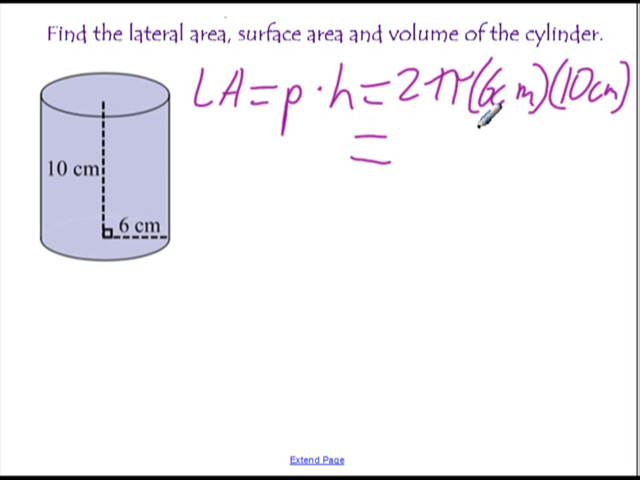 Find the lateral area, surface area and volume of the cylinder.
LA = p · h = 2π(6cm)(10cm)
=
10 cm
6 cm
Extend Page